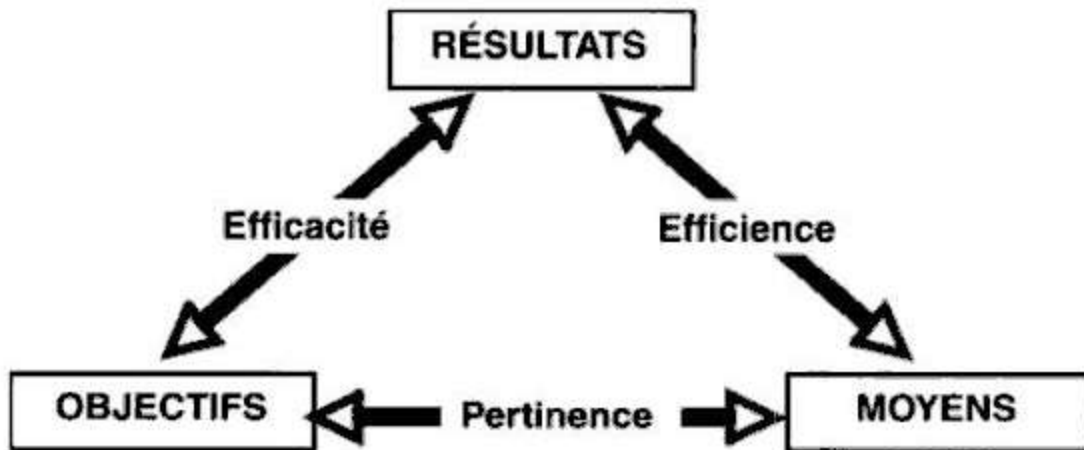 RÉSULTATS
Efficacité
Efficience
OBJECTIFS
Pertinence
MOYENS